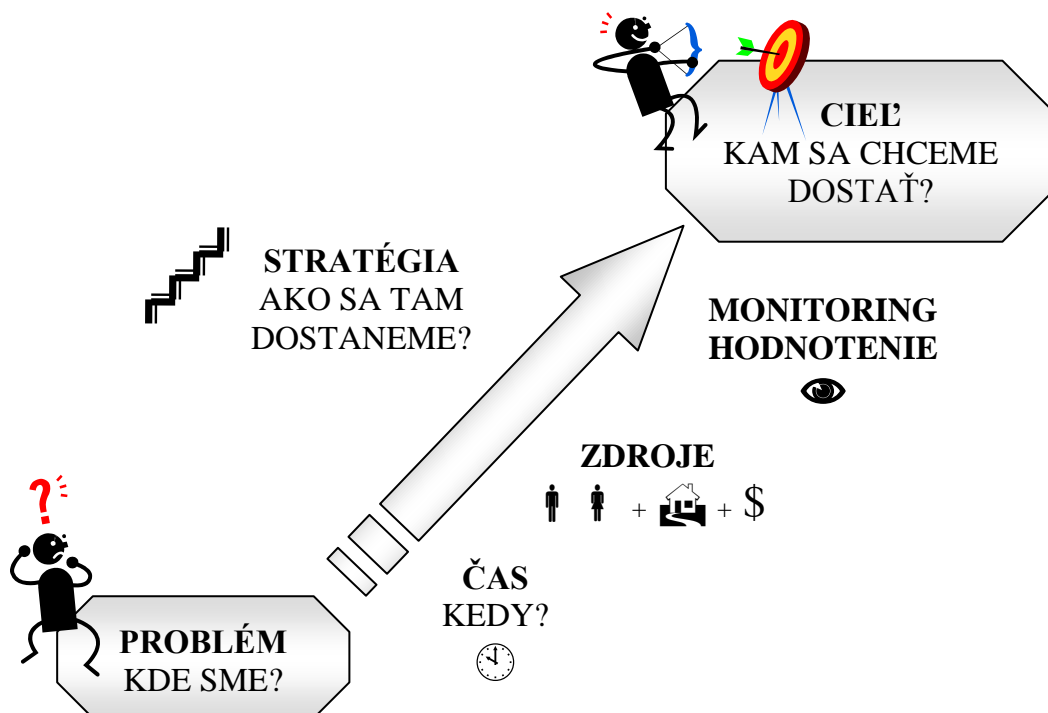 CIEĽ
KAM SA CHCEME
DOSTAŤ?
STRATÉGIA
AKO SA TAM
DOSTANEME?
MONITORING
HODNOTENIE
ZDROJE
+ + $
ČAS
KEDY?
PROBLÉM
KDE SME?
?